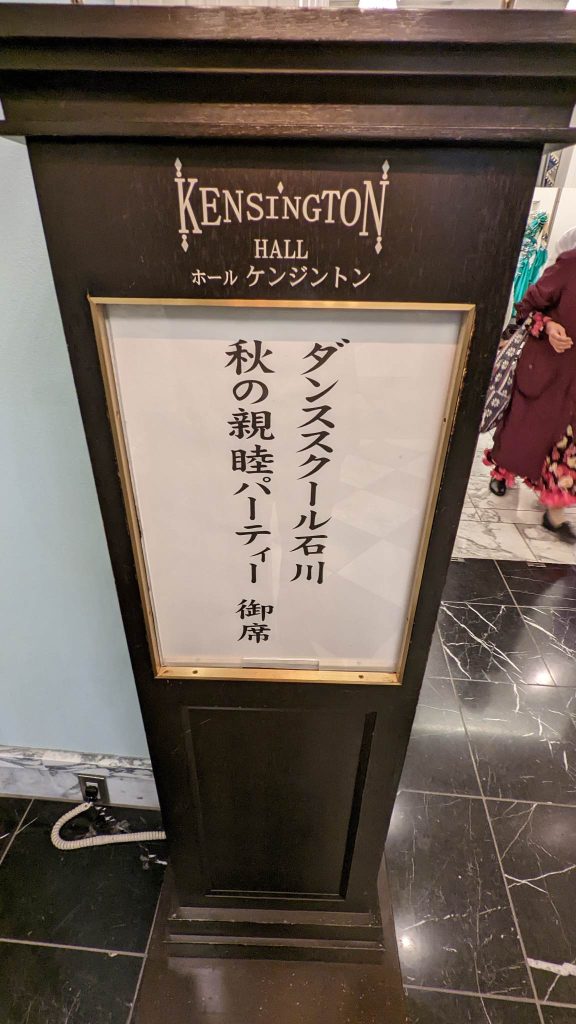 KENSINGTON
HALL
ホール ケンジントン
ダンススクール石川
秋の親睦パーティー 御席